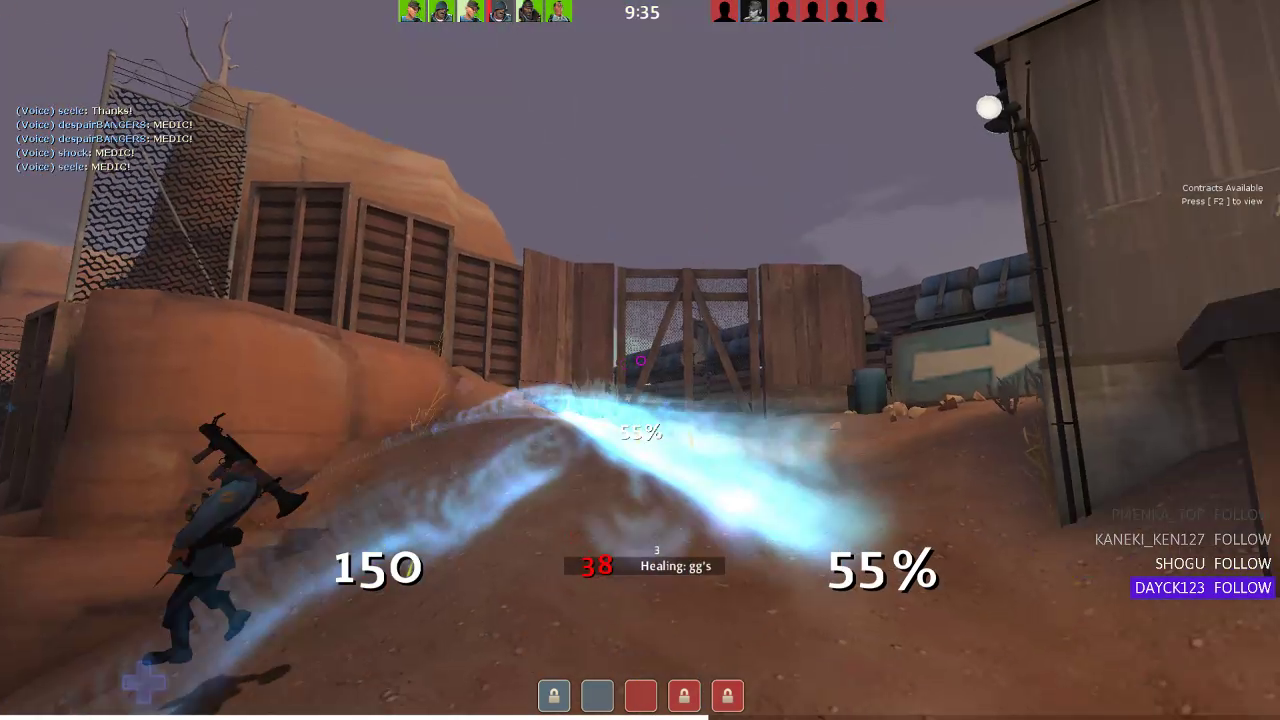 9:35
(Voice) seele: Thanks!
(Voice) despairBANGERS: MEDIC!
(Voice) despairBANGERS: MEDIC!
(Voice) shock: MEDIC!
(Voice) seele: MEDIC!
Contracts Available
Press [ F2 ] to view
55%
FOLLOW
KANEKI_KEN127 FOLLOW
SHOGU FOLLOW
DAYCK123 FOLLOW
150
3
38 Healing: gg's
55%